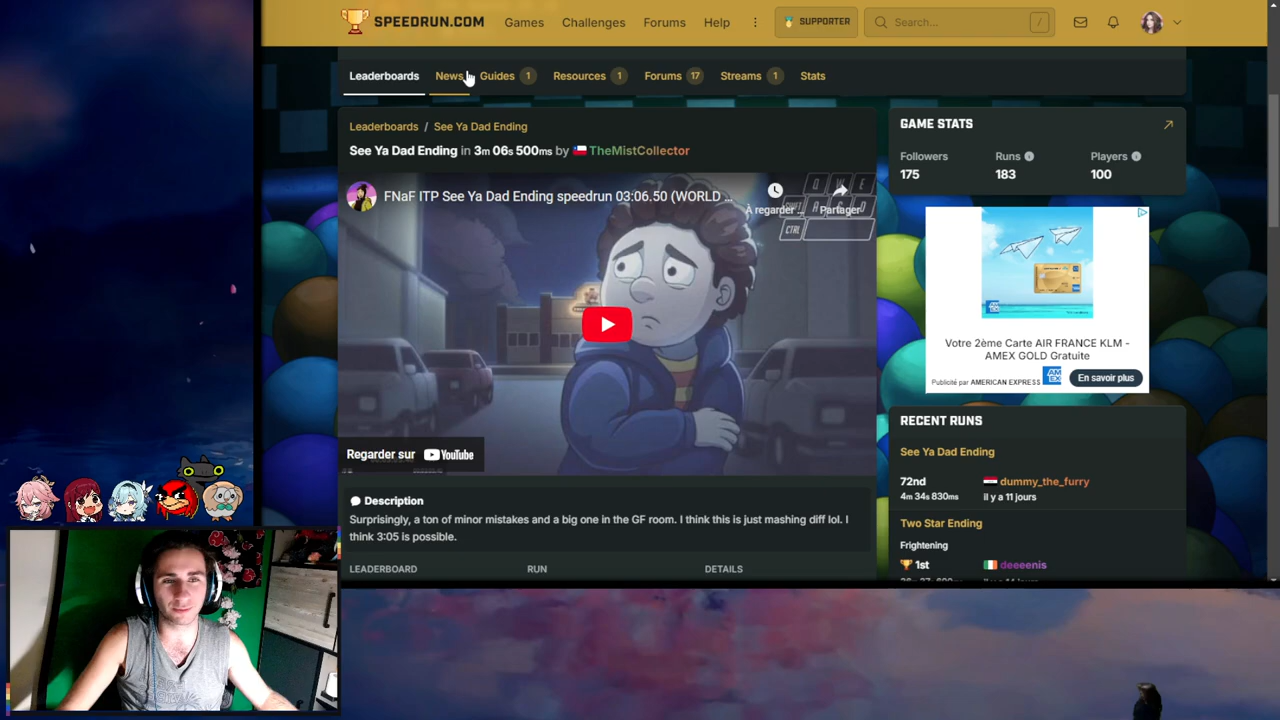 SPEEDRUN.COM
Games
Challenges
Forums
Help
SUPPORTER
Search...
/
Leaderboards
News
Guides 1
Resources 1
Forums 17
Streams 1
Stats
Leaderboards / See Ya Dad Ending
See Ya Dad Ending in 3m 06s 500ms by TheMistCollector
FNaF ITP See Ya Dad Ending speedrun 03:06.50 (WORLD ...
À regarder ...
Partager
CTRL
Regarder sur YouTube
Description
Surprisingly, a ton of minor mistakes and a big one in the GF room. I think this is just mashing diff lol. I
think 3:05 is possible.
LEADERBOARD
RUN
DETAILS
GAME STATS
Followers
Runs
Players
175
183
100
Votre 2ème Carte AIR FRANCE KLM -
AMEX GOLD Gratuite
Publicité par AMERICAN EXPRESS
En savoir plus
RECENT RUNS
See Ya Dad Ending
72nd
dummy_the_furry
4m 34s 830ms
il y a 11 jours
Two Star Ending
Frightening
1st
deeeenis